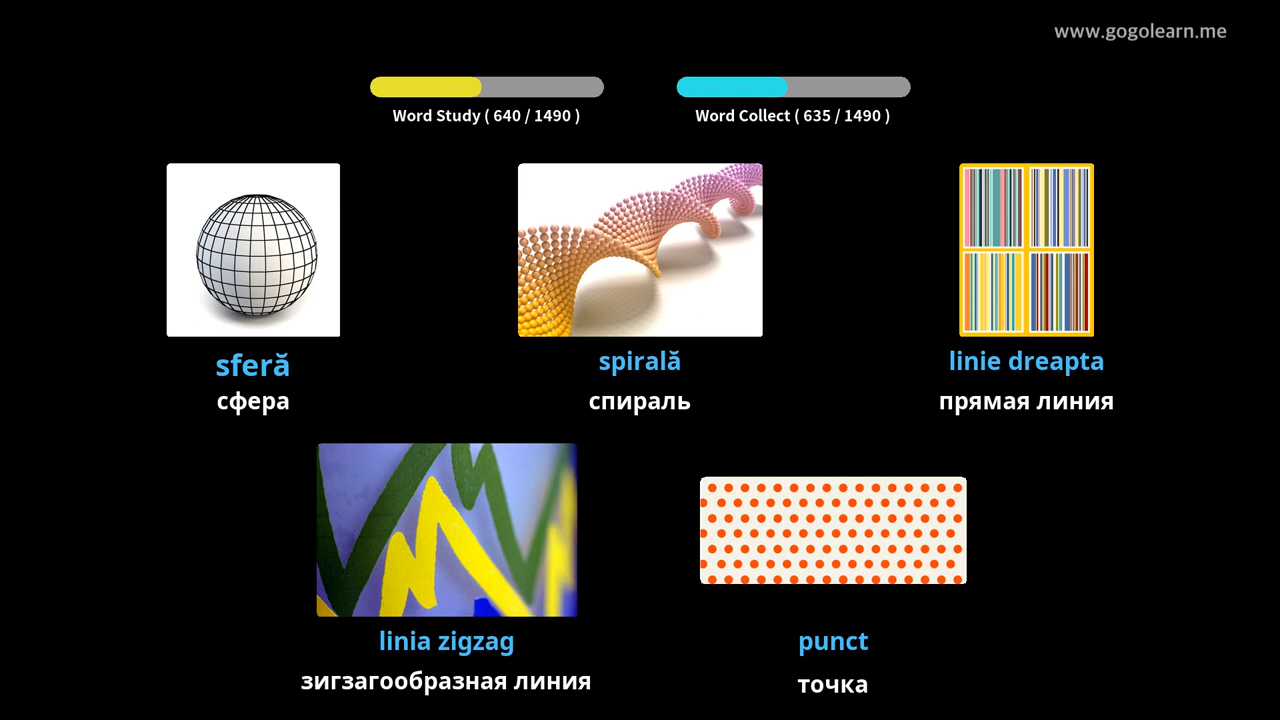 www.gogolearn.me
Word Study ( 640 / 1490 )
Word Collect ( 635 / 1490 )
sferă
сфера
spirală
спираль
linie dreapta
прямая линия
linia zigzag
зигзагообразная линия
punct
точка